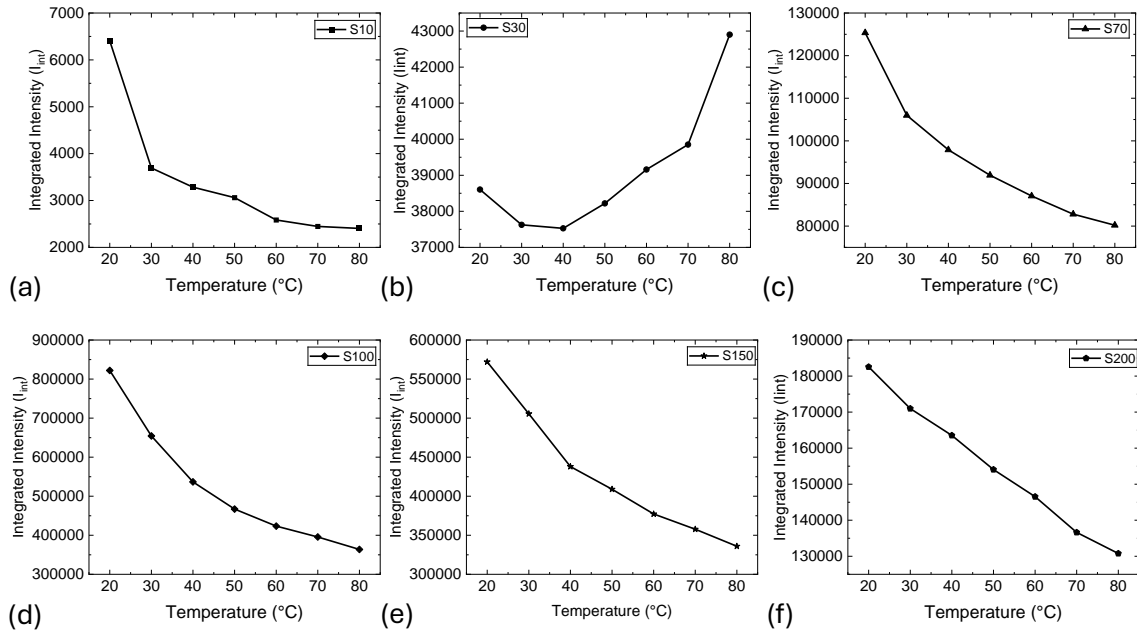 S10
Integrated Intensity (Iint)
7000
6000
5000
4000
3000
2000
20 30 40 50 60 70 80
Temperature (°C)
(a)
S30
Integrated Intensity (Iint)
43000
42000
41000
40000
39000
38000
37000
20 30 40 50 60 70 80
Temperature (°C)
(b)
S70
Integrated Intensity (Iint)
130000
120000
110000
100000
90000
80000
20 30 40 50 60 70 80
Temperature (°C)
(c)
S100
Integrated Intensity (Iint)
900000
800000
700000
600000
500000
400000
300000
20 30 40 50 60 70 80
Temperature (°C)
(d)
S150
Integrated Intensity (Iint)
600000
550000
500000
450000
400000
350000
300000
20 30 40 50 60 70 80
Temperature (°C)
(e)
S200
Integrated Intensity (Iint)
190000
180000
170000
160000
150000
140000
130000
20 30 40 50 60 70 80
Temperature (°C)
(f)